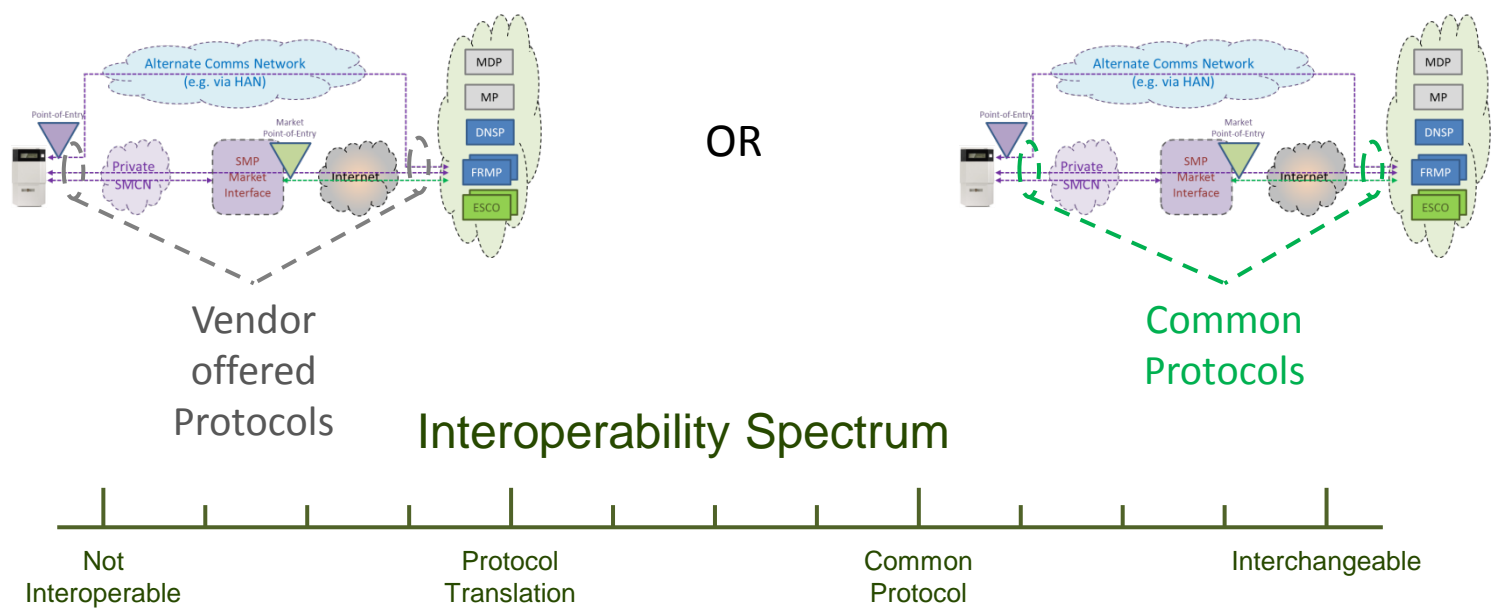 Alternate Comms Network
(e.g. via HAN)
Point-of-Entry
Market
Point-of-Entry
Private
SMCN
SMP
Market
Interface
Internet
MDP
MP
DNSP
FRMP
ESCO
Vendor
offered
Protocols
OR
Alternate Comms Network
(e.g. via HAN)
Point-of-Entry
Market
Point-of-Entry
Private
SMCN
SMP
Market
Interface
Internet
MDP
MP
DNSP
FRMP
ESCO
Common
Protocols
Interoperability Spectrum
Not
Interoperable
Protocol
Translation
Common
Protocol
Interchangeable